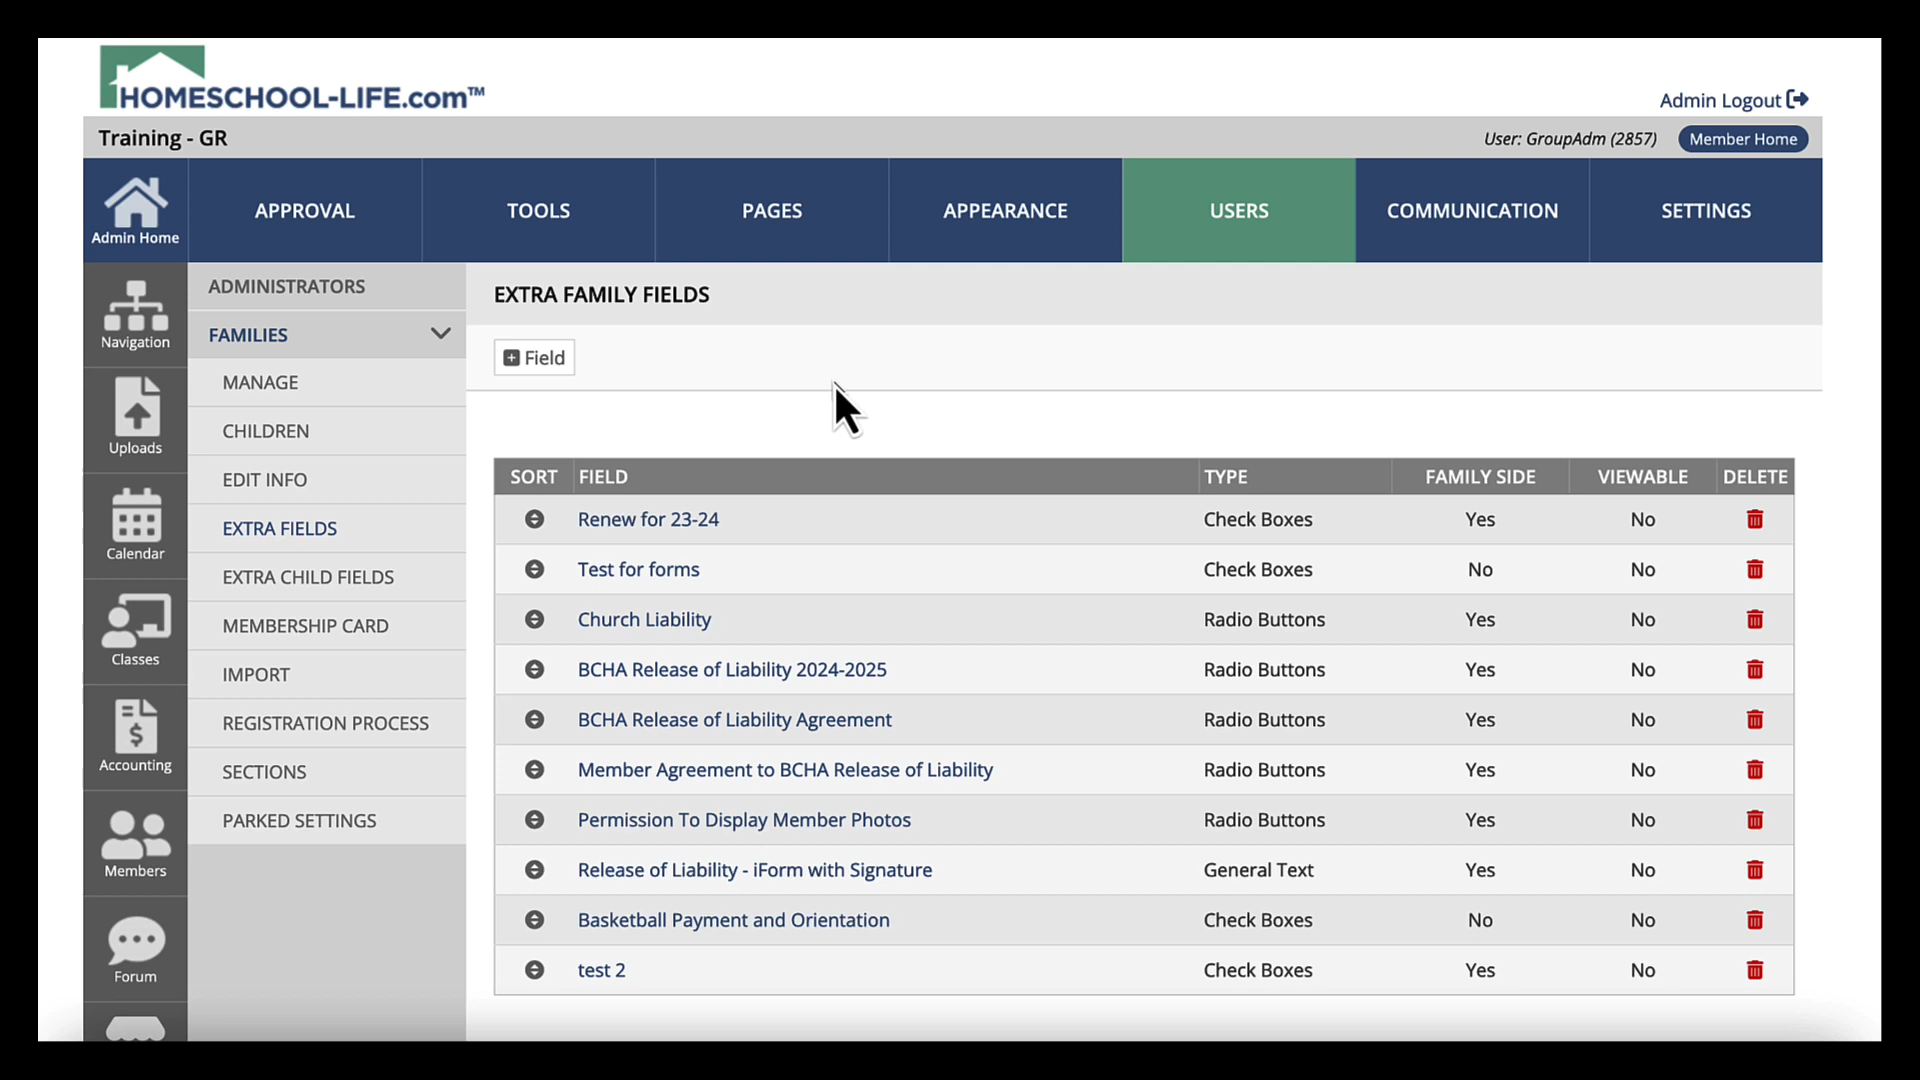 HOMESCHOOL-LIFE.com™
Admin Logout
Training - GR
User: GroupAdm (2857)
Member Home
Admin Home
APPROVAL
TOOLS
PAGES
APPEARANCE
USERS
COMMUNICATION
SETTINGS
Navigation
Uploads
Calendar
Classes
Accounting
Members
Forum
ADMINISTRATORS
FAMILIES
MANAGE
CHILDREN
EDIT INFO
EXTRA FIELDS
EXTRA CHILD FIELDS
MEMBERSHIP CARD
IMPORT
REGISTRATION PROCESS
SECTIONS
PARKED SETTINGS
EXTRA FAMILY FIELDS
Field
SORT FIELD TYPE FAMILY SIDE VIEWABLE DELETE
Renew for 23-24 Check Boxes Yes No
Test for forms Check Boxes No No
Church Liability Radio Buttons Yes No
BCHA Release of Liability 2024-2025 Radio Buttons Yes No
BCHA Release of Liability Agreement Radio Buttons Yes No
Member Agreement to BCHA Release of Liability Radio Buttons Yes No
Permission To Display Member Photos Radio Buttons Yes No
Release of Liability - iForm with Signature General Text Yes No
Basketball Payment and Orientation Check Boxes No No
test 2 Check Boxes Yes No